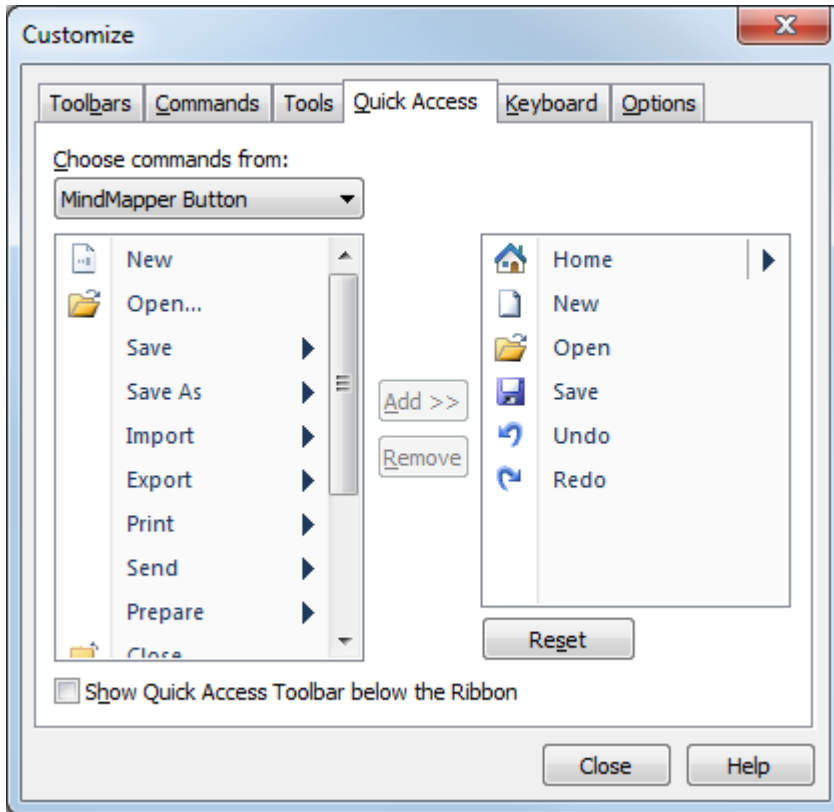 Customize
Toolbars Commands Tools Quick Access Keyboard Options
Choose commands from:
MindMapper Button
New
Open...
Save
Save As
Import
Export
Print
Send
Prepare
Close
Add >>
Remove
Home
New
Open
Save
Undo
Redo
Reset
Show Quick Access Toolbar below the Ribbon
Close Help